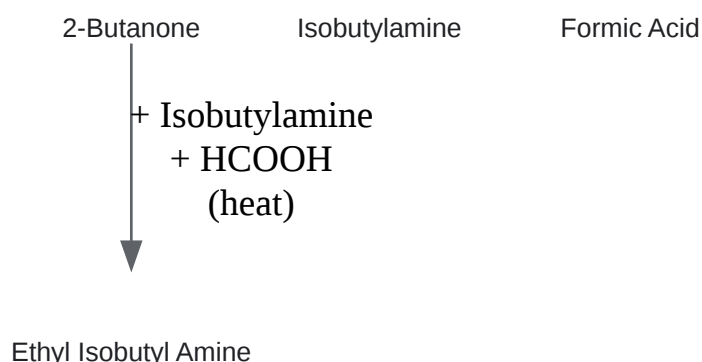 2-Butanone Isobutylamine Formic Acid
+ Isobutylamine
+ HCOOH
(heat)
Ethyl Isobutyl Amine